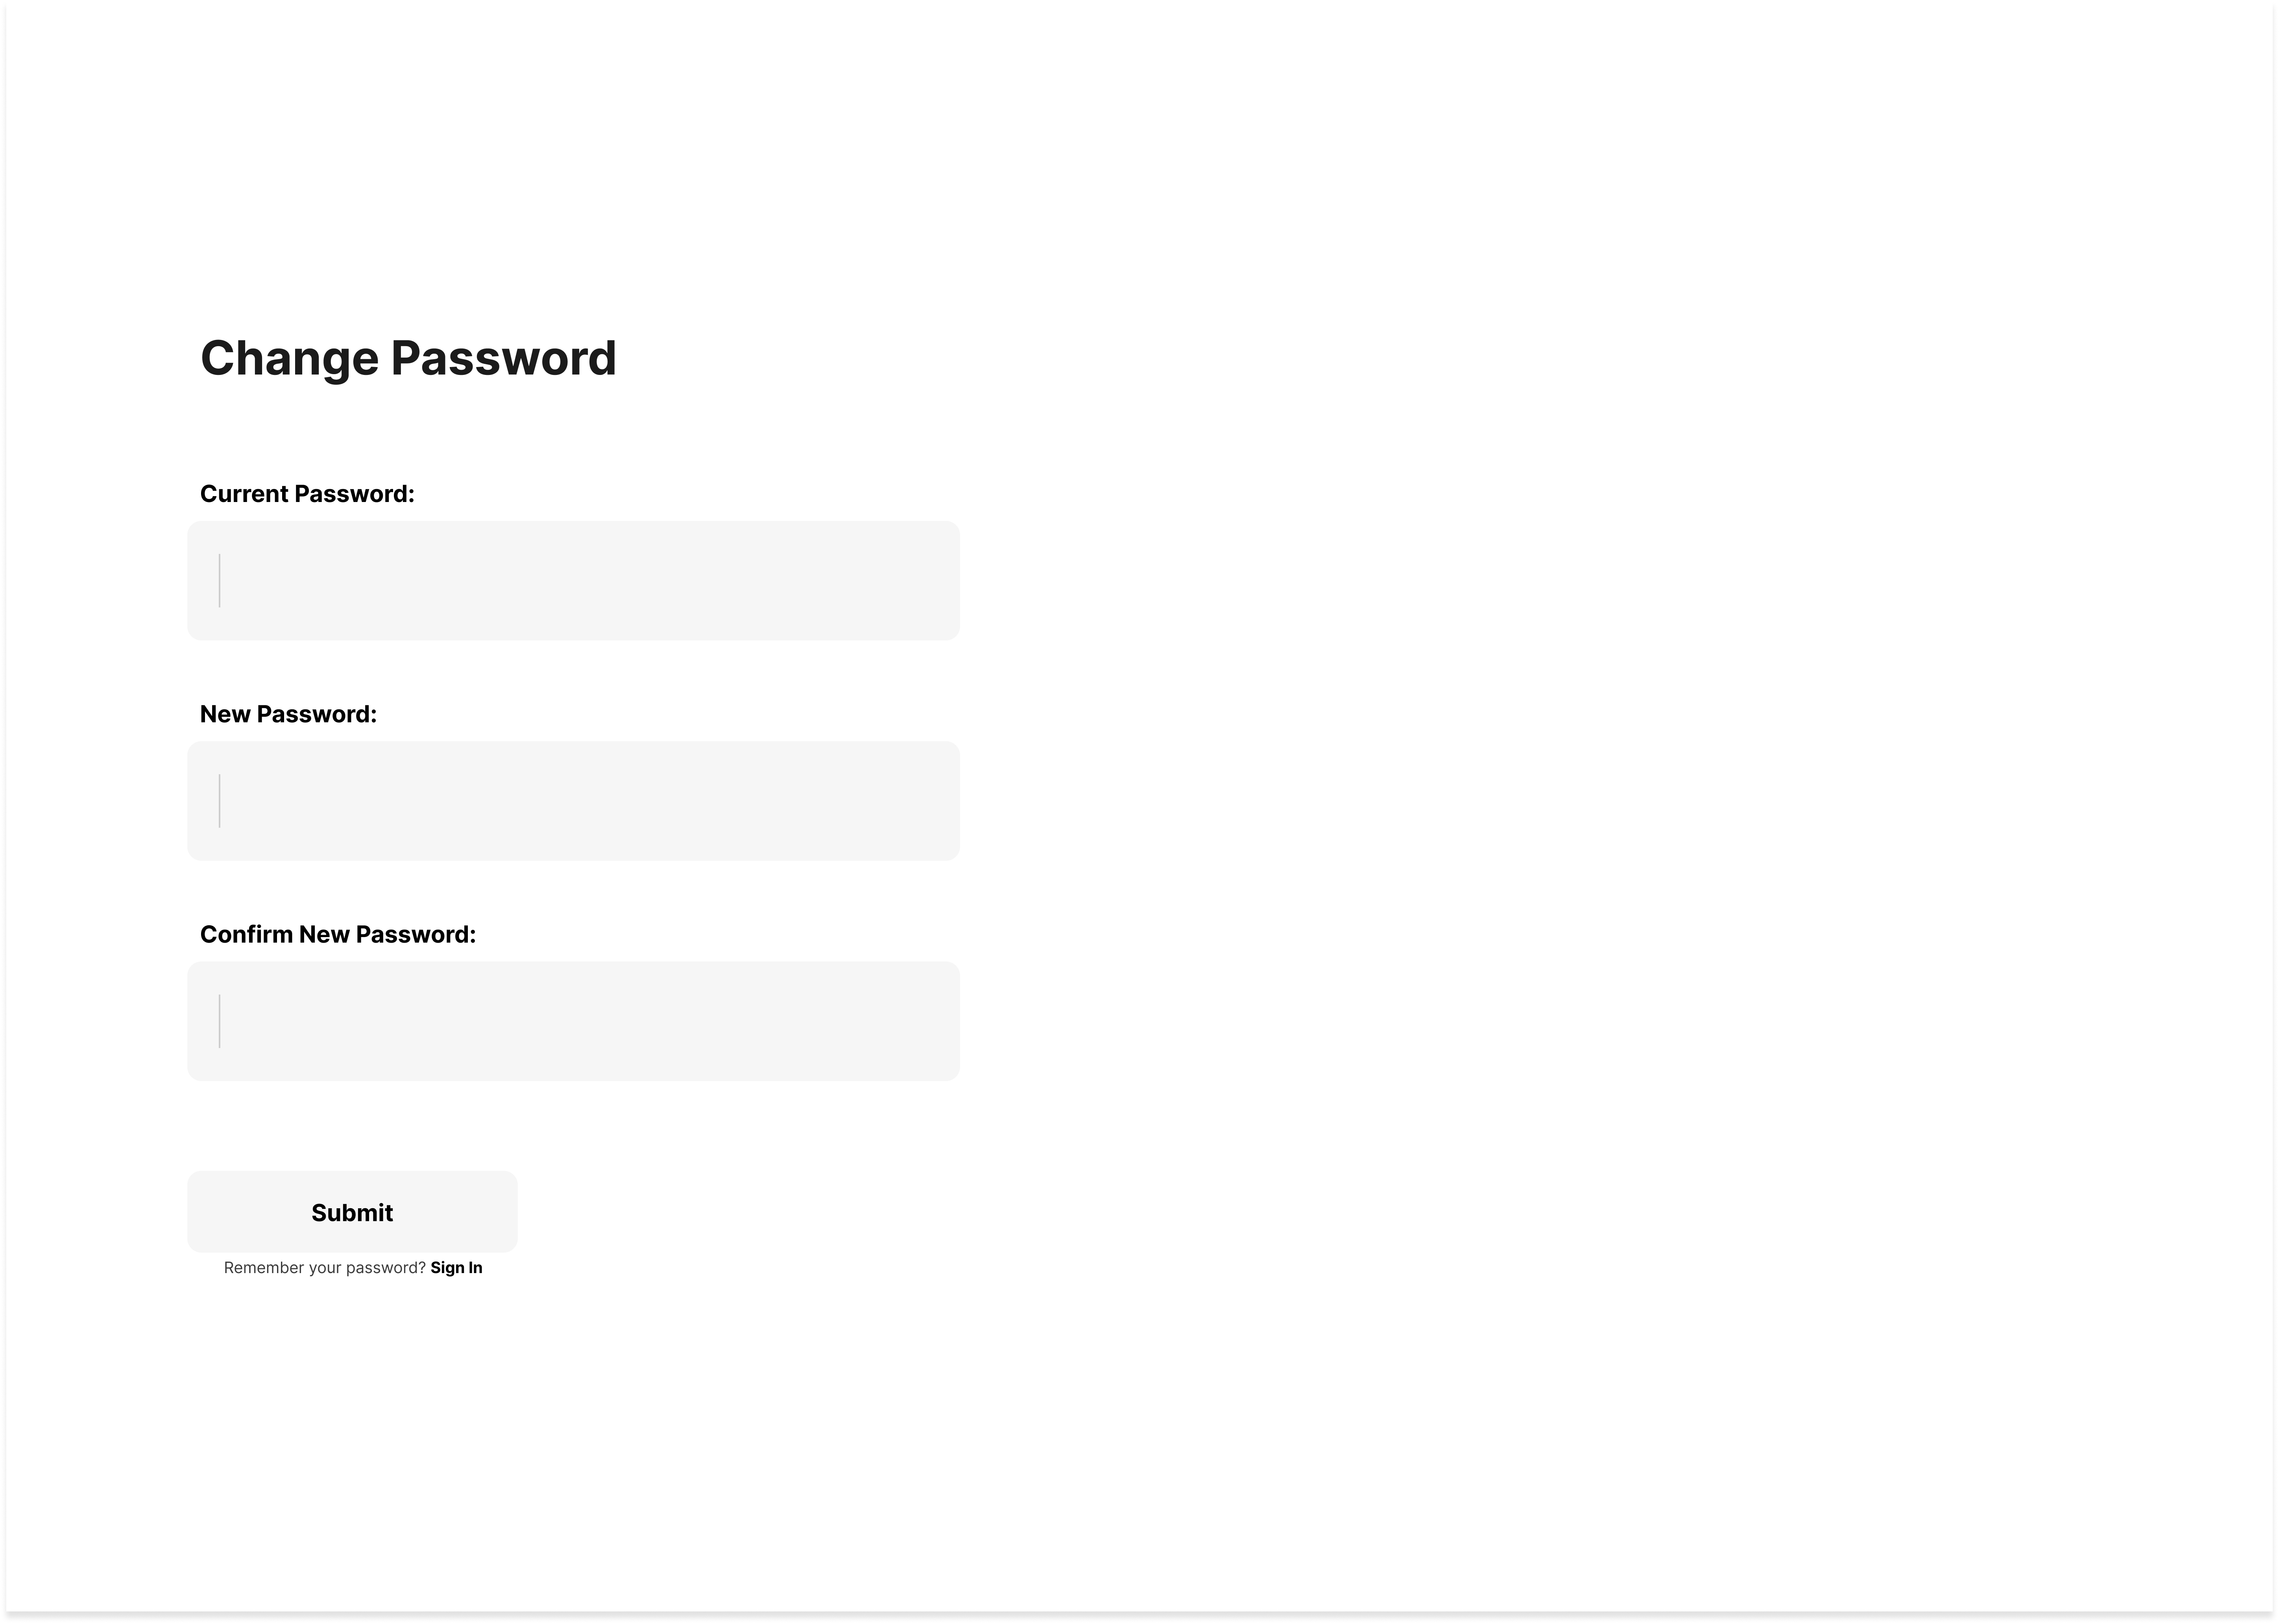 Change Password
Current Password:
New Password:
Confirm New Password:
Submit
Remember your password? Sign In